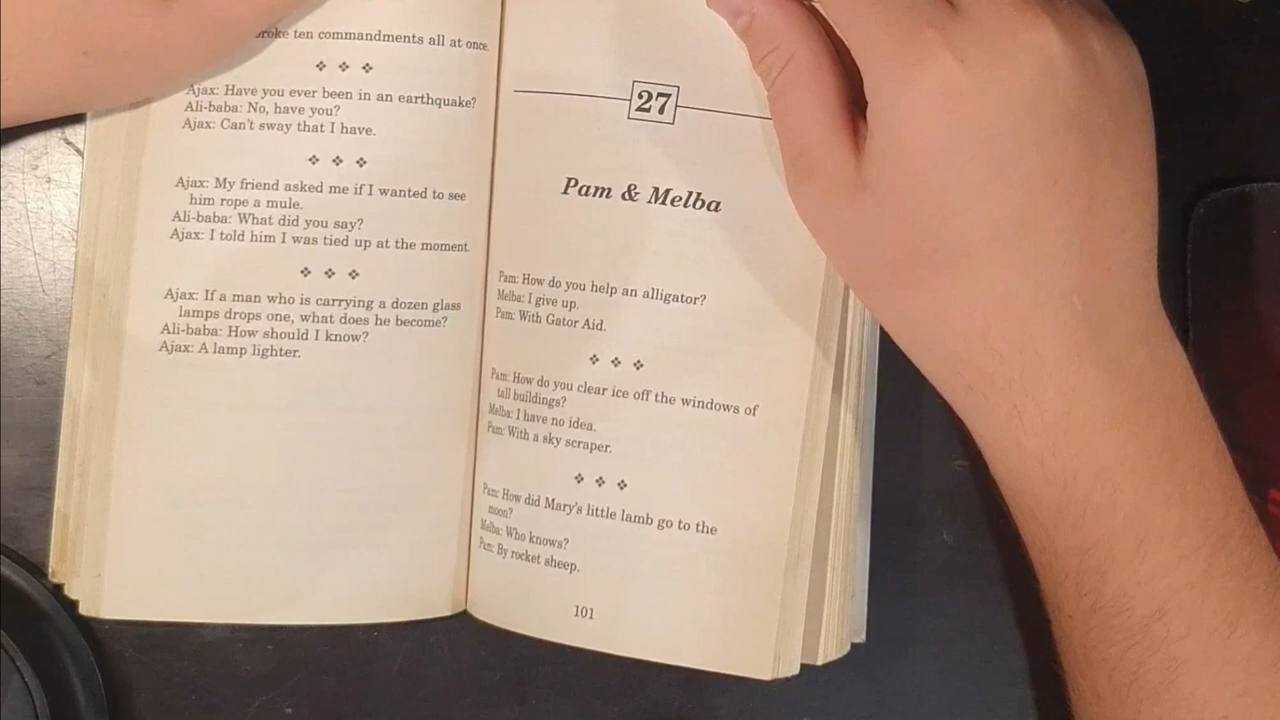 ten commandments all at once.
Ajax: Have you ever been in an earthquake?
Ali-baba: No, have you?
Ajax: Can't sway that I have.
Ajax: My friend asked me if I wanted to see
him rope a mule.
Ali-baba: What did you say?
Ajax: I told him I was tied up at the moment.
Ajax: If a man who is carrying a dozen glass
lamps drops one, what does he become?
Ali-baba: How should I know?
Ajax: A lamp lighter.
27
Pam & Melba
Pam: How do you help an alligator?
Melba: I give up.
Pam: With Gator Aid.
Pam: How do you clear ice off the windows of
tall buildings?
Melba: I have no idea.
Pam: With a sky scraper.
Pam: How did Mary's little lamb go to the
moon?
Melba: Who knows?
Pam: By rocket sheep.
101